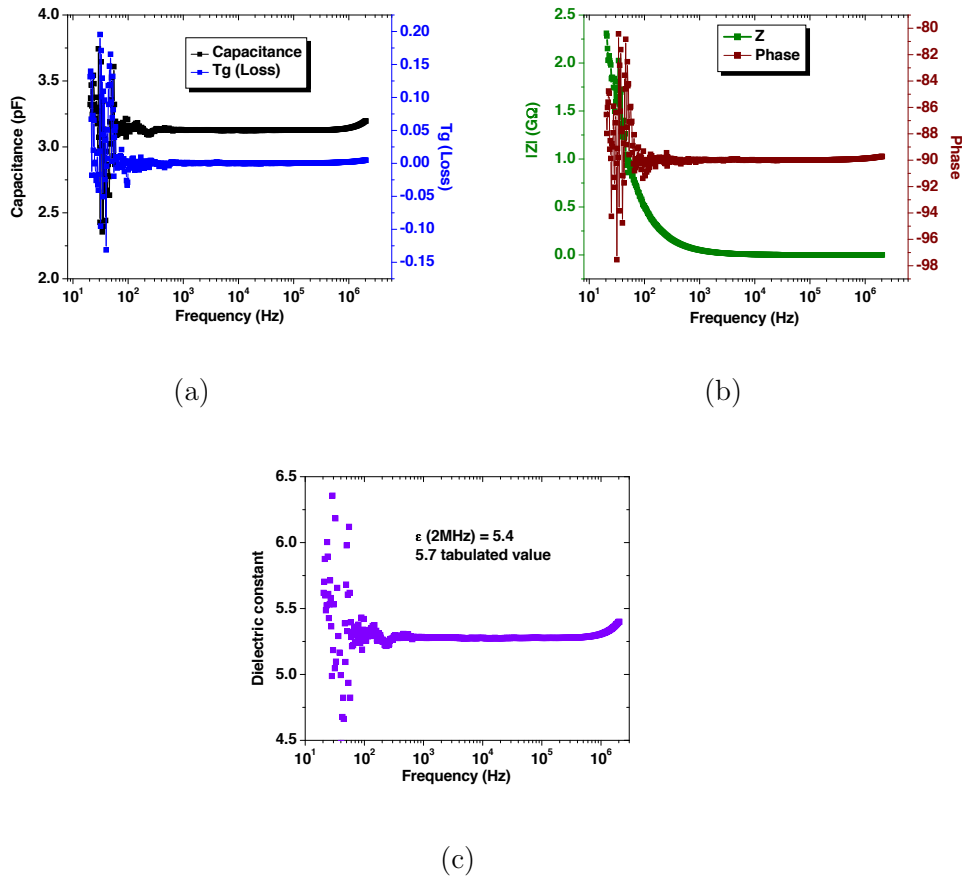 Capacitance
Tg (Loss)
Capacitance (pF)
4.0
3.5
3.0
2.5
2.0
0.20
0.15
0.10
0.05
0.00
-0.05
-0.10
-0.15
Tg (Loss)
10¹ 10² 10³ 10⁴ 10⁵ 10⁶
Frequency (Hz)
(a)
Z
Phase
IZI (GΩ)
2.5
2.0
1.5
1.0
0.5
0.0
-80
-82
-84
-86
-88
-90
-92
-94
-96
-98
Phase
10¹ 10² 10³ 10⁴ 10⁵ 10⁶
Frequency (Hz)
(b)
ε (2MHz) = 5.4
5.7 tabulated value
Dielectric constant
6.5
6.0
5.5
5.0
4.5
10¹ 10² 10³ 10⁴ 10⁵ 10⁶
Frequency (Hz)
(c)